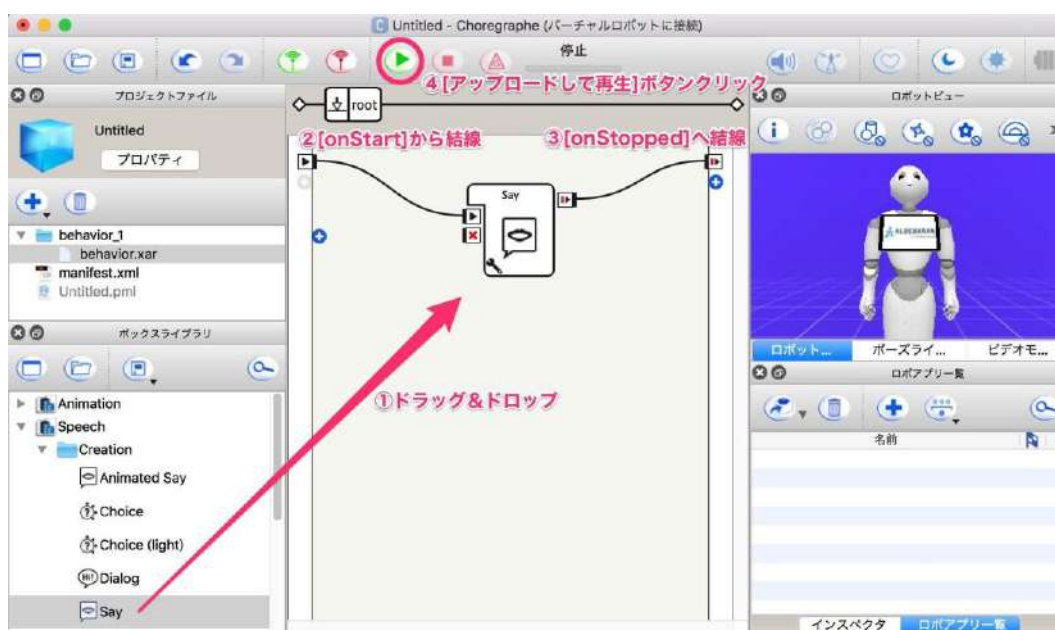 Untitled - Choregraphe (バーチャルロボットに接続)
停止
④[アップロードして再生]ボタンクリック
プロジェクトファイル
Untitled
プロパティ
behavior_1
behavior.xar
manifest.xml
Untitled.pml
ボックスライブラリ
Animation
Speech
Creation
Animated Say
Choice
Choice (light)
Dialog
Say
root
②[onStart]から結線
③[onStopped]へ結線
Say
①ドラッグ&ドロップ
ロボットビュー
ALDEBARAN
ロボット...
ポーズライ...
ビデオモ...
ロボアプリ一覧
名前
インスペクタ
ロボアプリ一覧